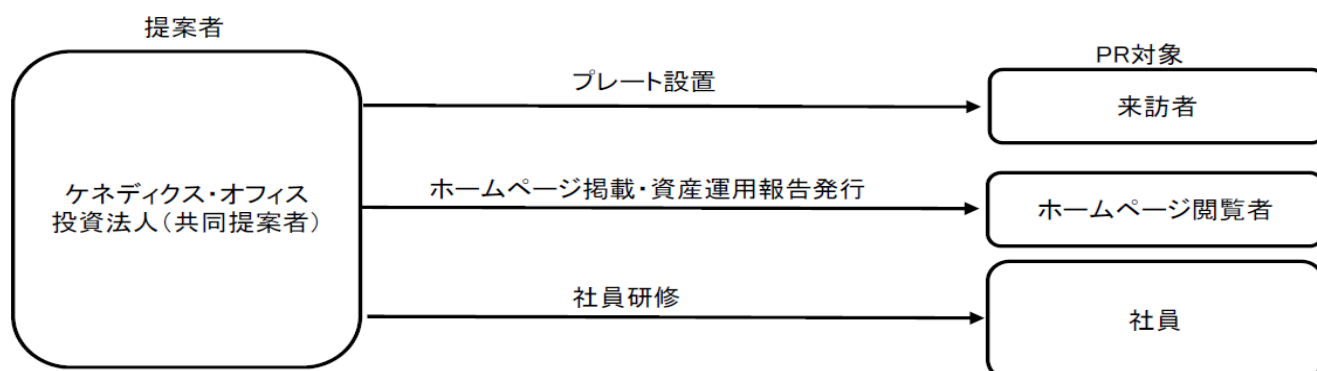 提案者
PR対象
プレート設置
来訪者
ケネディクス・オフィス
投資法人(共同提案者)
ホームページ掲載・資産運用報告発行
ホームページ閲覧者
社員研修
社員